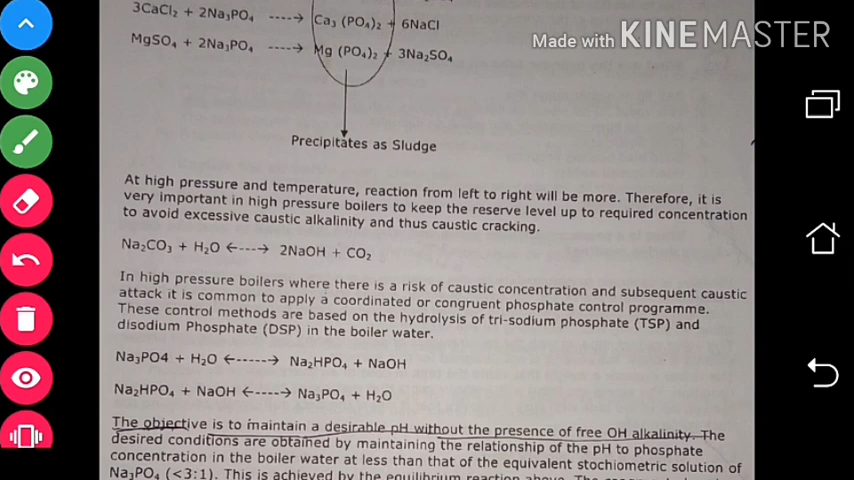 3CaCl₂ + 2Na₃PO₄ ----> Ca₃ (PO₄)₂ + 6NaCl
Made with KINEMASTER
MgSO₄ + 2Na₃PO₄ ----> Mg (PO₄)₂ + 3Na₂SO₄
Precipitates as Sludge
At high pressure and temperature, reaction from left to right will be more. Therefore, it is
very important in high pressure boilers to keep the reserve level up to required concentration
to avoid excessive caustic alkalinity and thus caustic cracking.
Na₂CO₃ + H₂O <---> 2NaOH + CO₂
In high pressure boilers where there is a risk of caustic concentration and subsequent caustic
attack it is common to apply a coordinated or congruent phosphate control programme.
These control methods are based on the hydrolysis of tri-sodium phosphate (TSP) and
disodium Phosphate (DSP) in the boiler water.
Na₃PO4 + H₂O <-----> Na₂HPO₄ + NaOH
Na₂HPO₄ + NaOH <----> Na₃PO₄ + H₂O
The objective is to maintain a desirable pH without the presence of free OH alkalinity. The
desired conditions are obtained by maintaining the relationship of the pH to phosphate
concentration in the boiler water at less than that of the equivalent stochiometric solution of
Na₃PO₄ (<3:1). This is achieved by the equilibrium reaction above. The